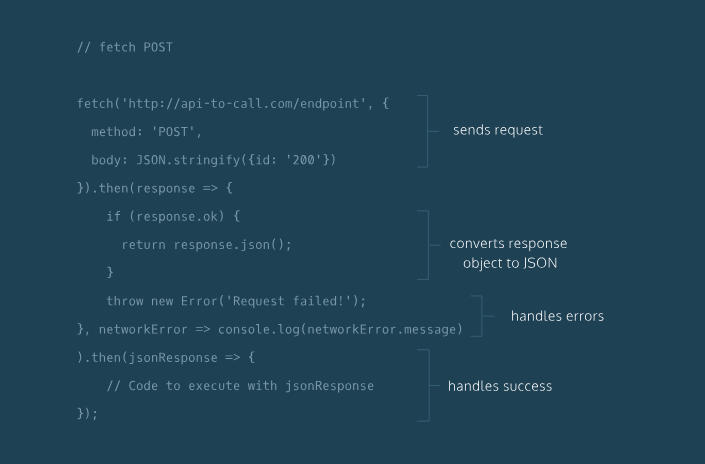 // fetch POST
fetch('http://api-to-call.com/endpoint', {
method: 'POST',
sends request
body: JSON.stringify({id: '200'})
}).then(response => {
if (response.ok) {
return response.json();
converts response
object to JSON
}
throw new Error('Request failed!');
handles errors
}, networkError => console.log(networkError.message)
).then(jsonResponse => {
// Code to execute with jsonResponse
handles success
});